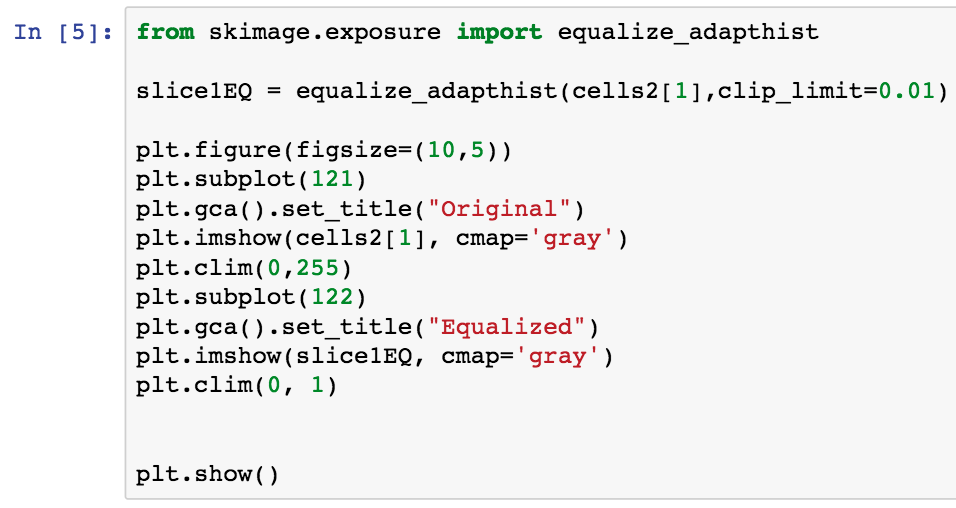 In [5]:
from skimage.exposure import equalize_adapthist
slice1EQ = equalize_adapthist(cells2[1],clip_limit=0.01)
plt.figure(figsize=(10,5))
plt.subplot(121)
plt.gca().set_title("Original")
plt.imshow(cells2[1], cmap='gray')
plt.clim(0,255)
plt.subplot(122)
plt.gca().set_title("Equalized")
plt.imshow(slice1EQ, cmap='gray')
plt.clim(0, 1)
plt.show()